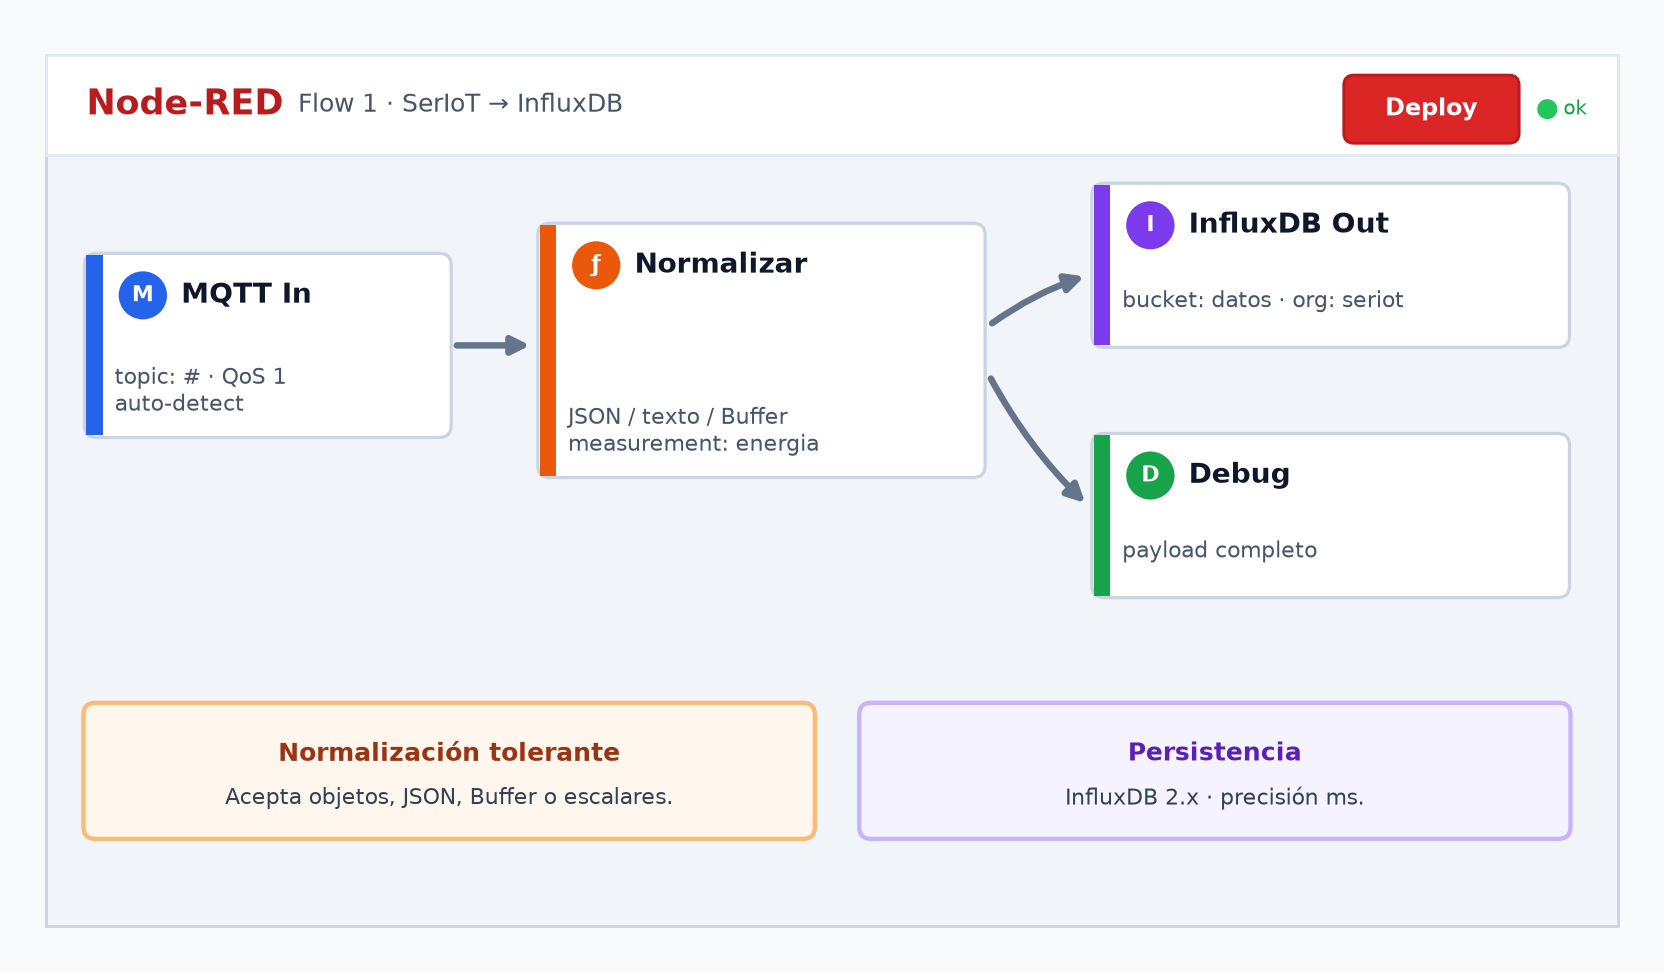 Node-RED Flow 1 · SerIoT → InfluxDB
Deploy
ok
M MQTT In
topic: # · QoS 1
auto-detect
ƒ Normalizar
JSON / texto / Buffer
measurement: energia
I InfluxDB Out
bucket: datos · org: seriot
D Debug
payload completo
Normalización tolerante
Acepta objetos, JSON, Buffer o escalares.
Persistencia
InfluxDB 2.x · precisión ms.